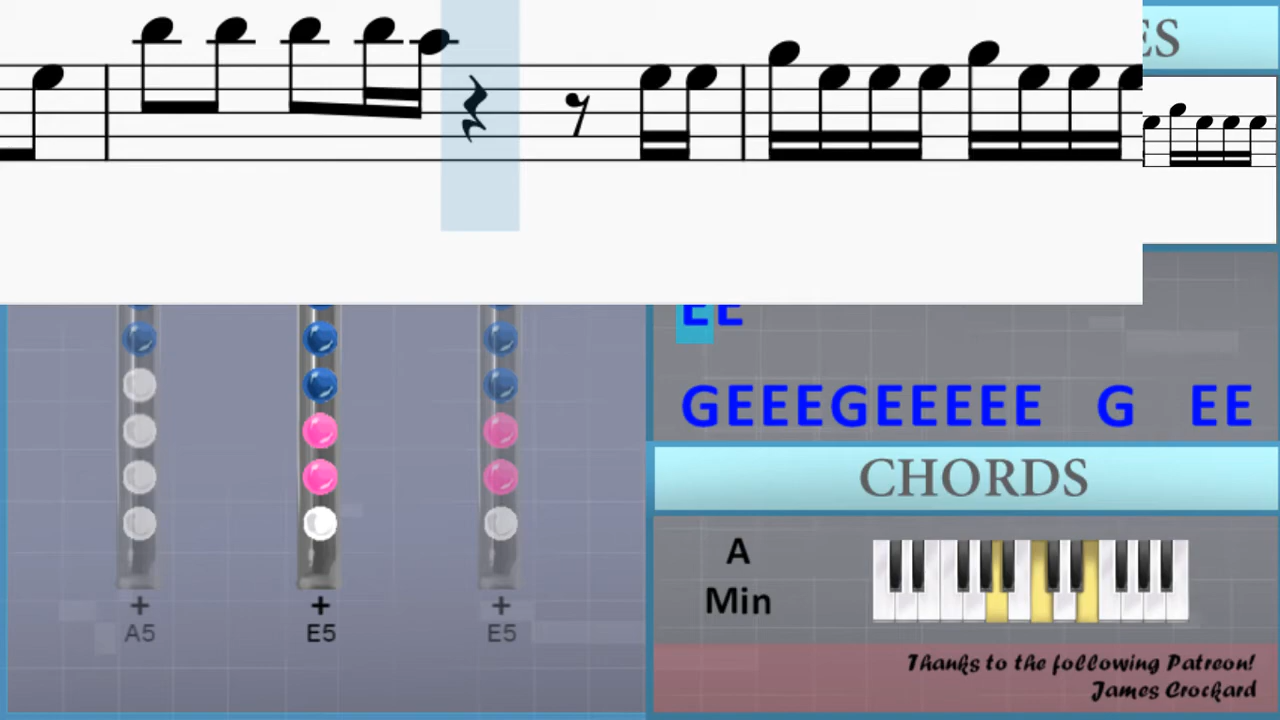 ES
EE
GEEEGEEEEE G EE
CHORDS
A
Min
+
A5
+
E5
+
E5
Thanks to the following Patreon!
James Crockard